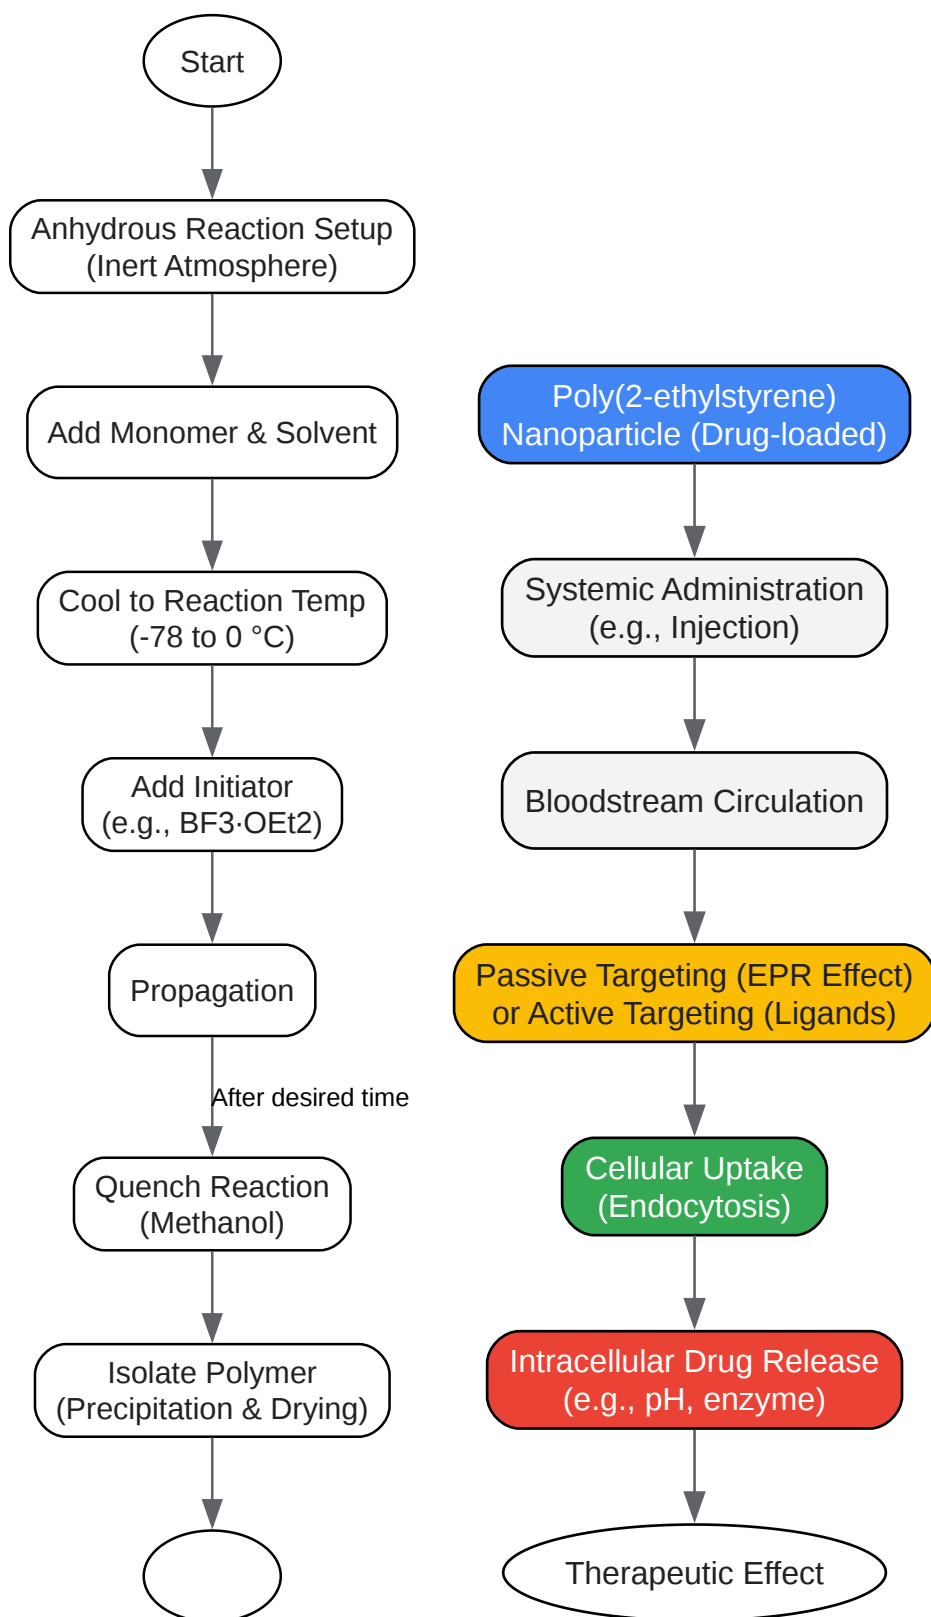 Start
Anhydrous Reaction Setup
(Inert Atmosphere)
Add Monomer & Solvent
Cool to Reaction Temp
(-78 to 0 °C)
Add Initiator
(e.g., BF3·OEt2)
Propagation
After desired time
Quench Reaction
(Methanol)
Isolate Polymer
(Precipitation & Drying)
Poly(2-ethylstyrene)
Nanoparticle (Drug-loaded)
Systemic Administration
(e.g., Injection)
Bloodstream Circulation
Passive Targeting (EPR Effect)
or Active Targeting (Ligands)
Cellular Uptake
(Endocytosis)
Intracellular Drug Release
(e.g., pH, enzyme)
Therapeutic Effect